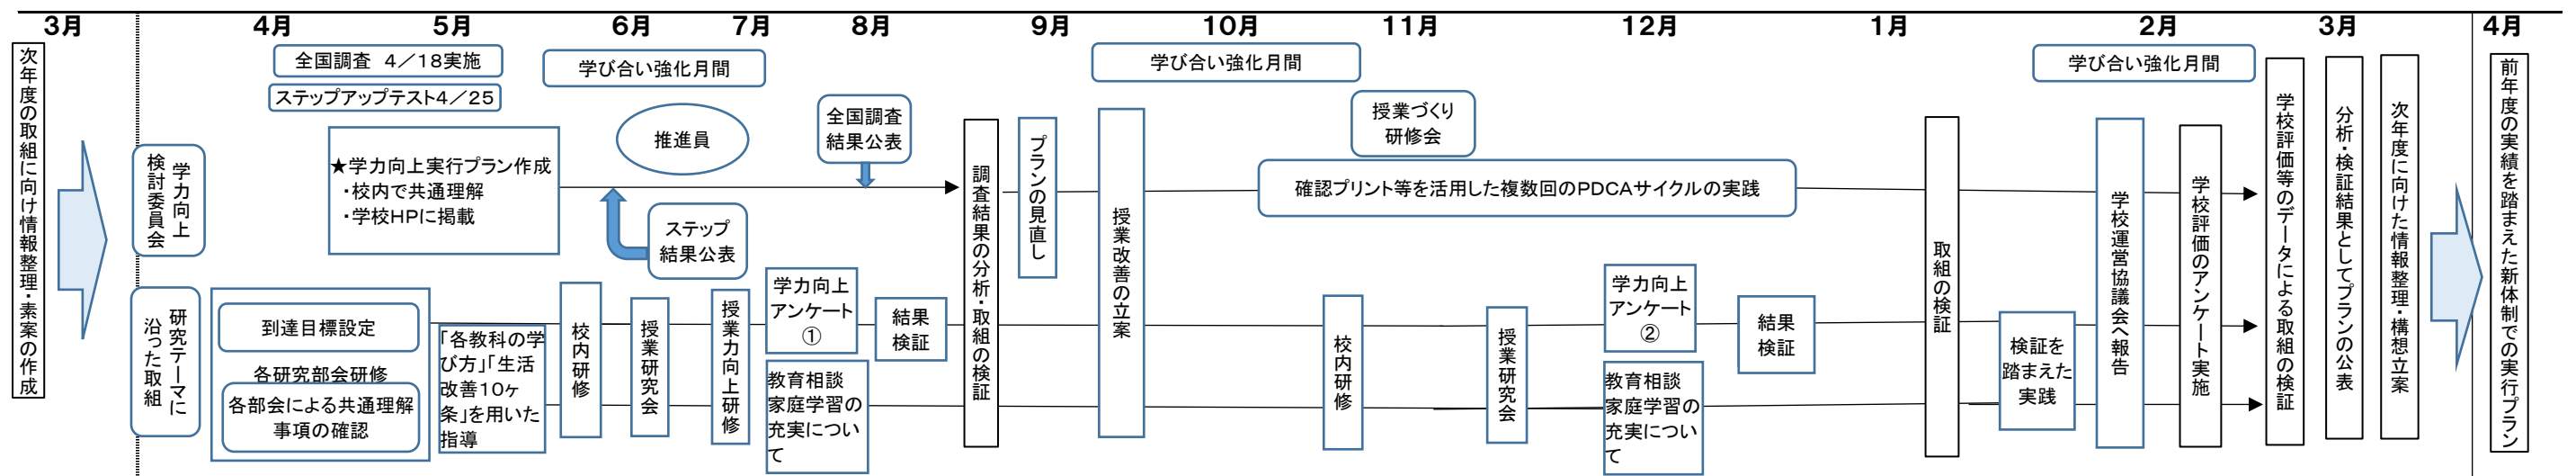 3月
4月
5月
6月
7月
8月
9月
10月
11月
12月
1月
2月
3月
4月
次年度の取組に向け情報整理・素案の作成
学力向上
検討委員会
研究テーマに
沿った取組
全国調査 4/18実施
ステップアップテスト4/25
★学力向上実行プラン作成
・校内で共通理解
・学校HPに掲載
到達目標設定
各研究部会研修
各部会による共通理解
事項の確認
「各教科の学
び方」「生活
改善10ヶ
条」を用いた
指導
学び合い強化月間
推進員
ステップ
結果公表
校内研修
授業研究会
授業力向上研修
学力向上
アンケート
①
教育相談
家庭学習の
充実につい
て
全国調査
結果公表
結果
検証
調査結果の分析・取組の検証
プランの見直し
学び合い強化月間
授業改善の立案
授業づくり
研修会
確認プリント等を活用した複数回のPDCAサイクルの実践
校内研修
授業研究会
学力向上
アンケート
②
教育相談
家庭学習の
充実につい
て
結果
検証
取組の検証
検証を
踏まえた
実践
学び合い強化月間
学校運営協議会へ報告
学校評価のアンケート実施
学校評価等のデータによる取組の検証
分析・検証結果としてプランの公表
次年度に向けた情報整理・構想立案
前年度の実績を踏まえた新体制での実行プラン